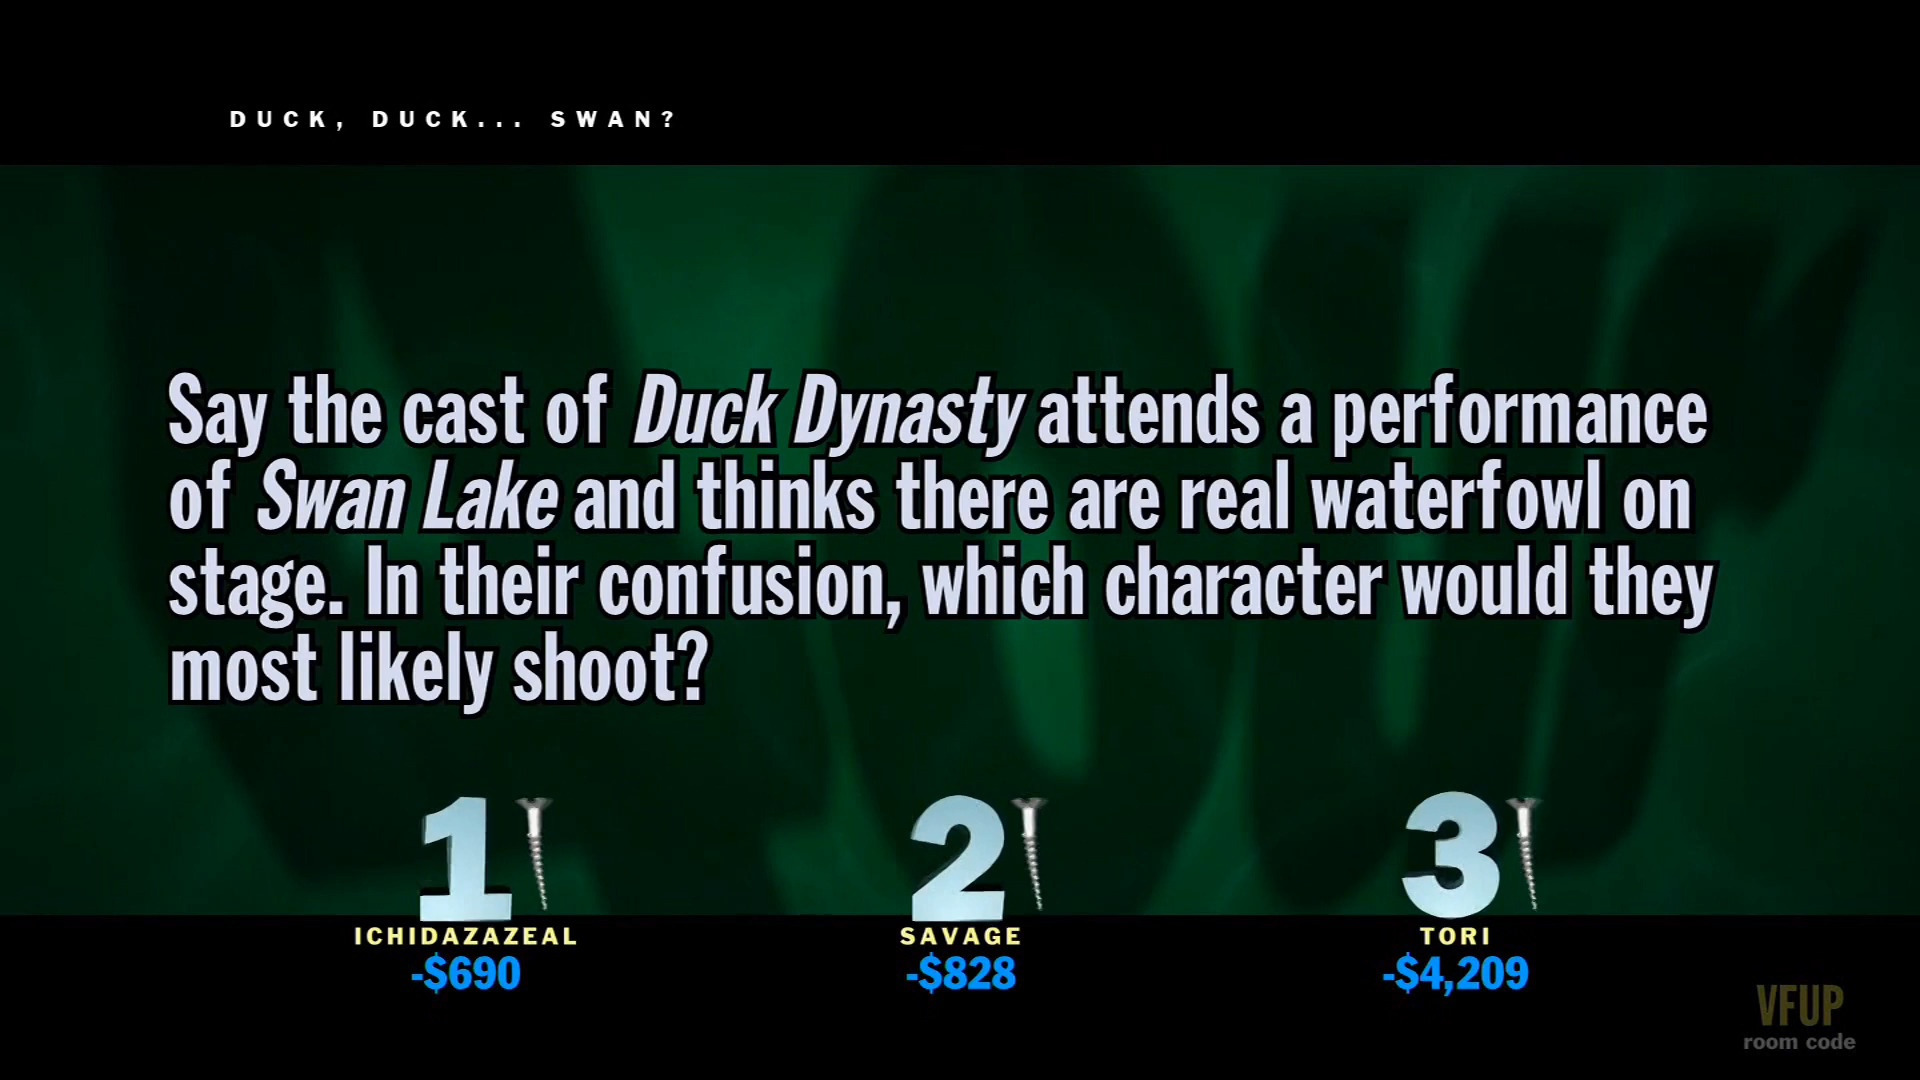 DUCK, DUCK... SWAN?
Say the cast of Duck Dynasty attends a performance
of Swan Lake and thinks there are real waterfowl on
stage. In their confusion, which character would they
most likely shoot?
1 2 3
ICHIDAZAZEAL SAVAGE TORI
-$690 -$828 -$4,209
VFUP
room code